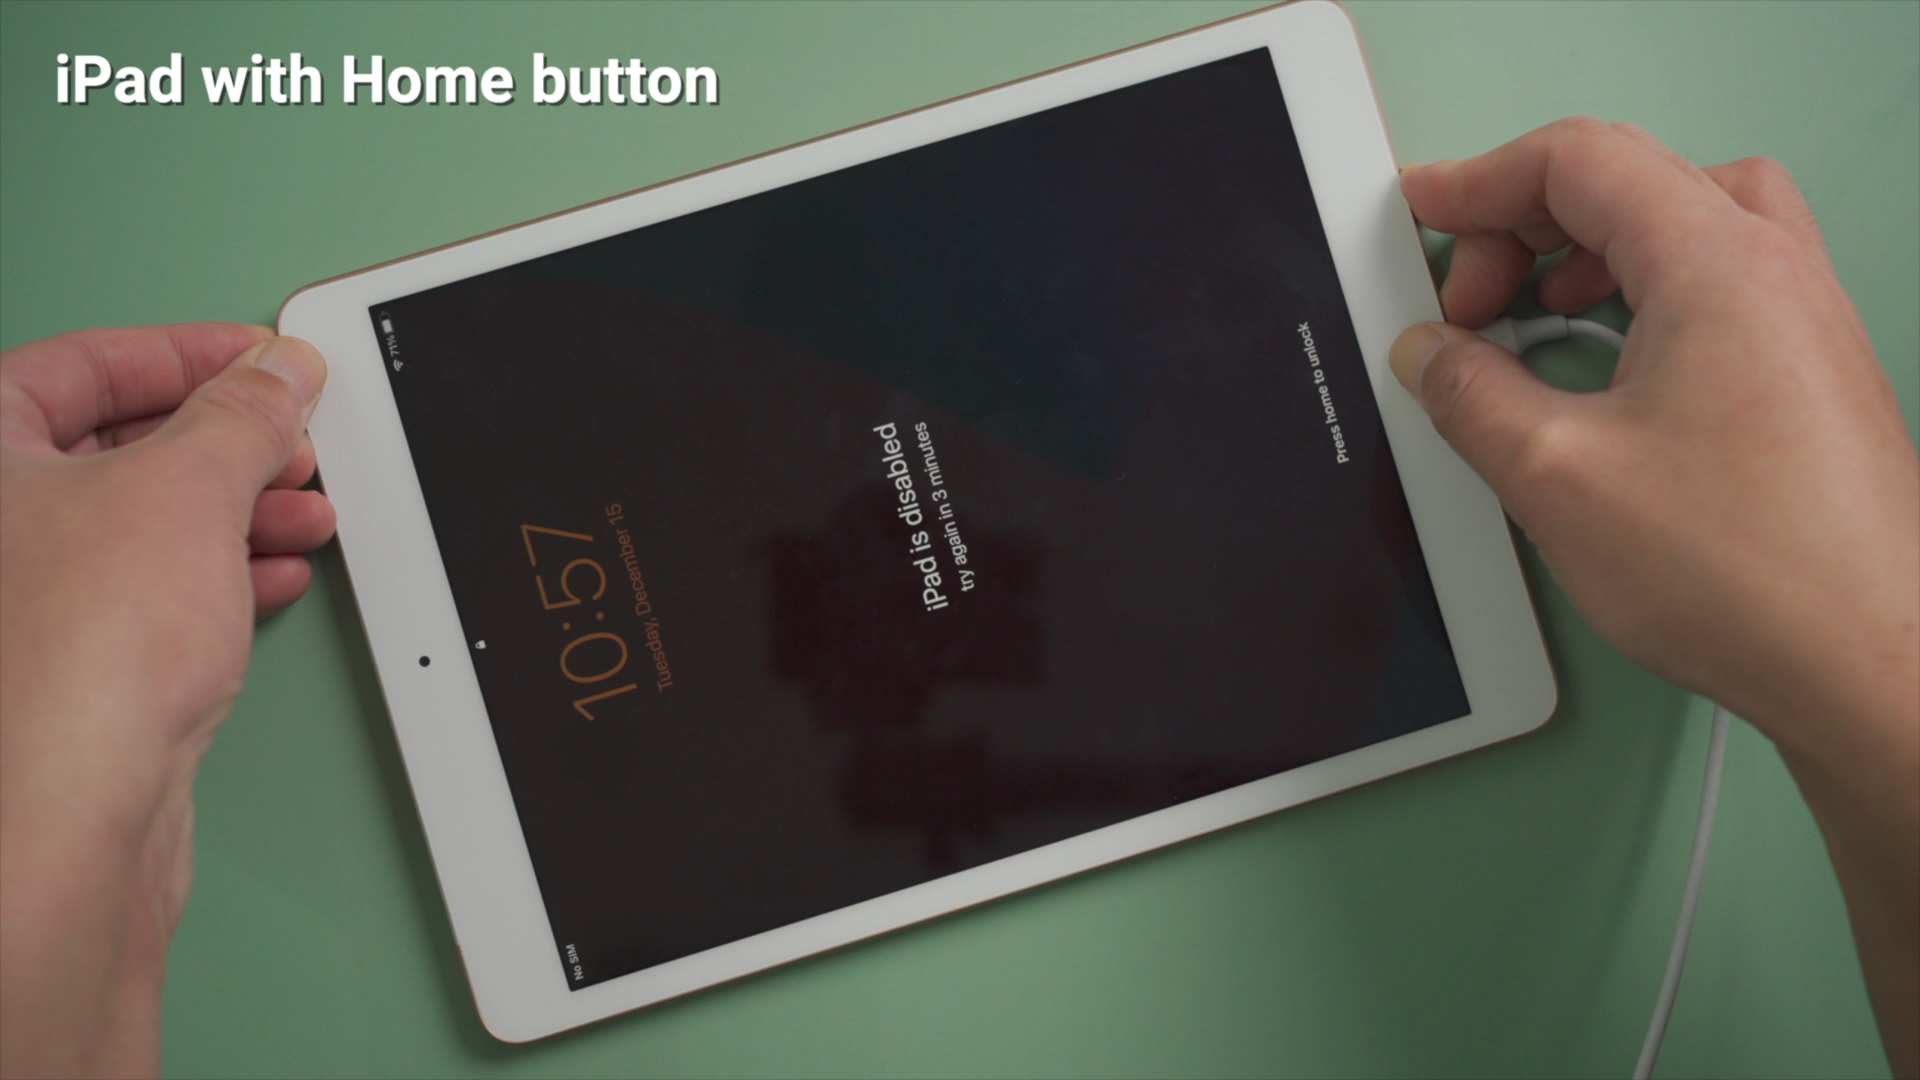 iPad with Home button
No SIM
71%
10:57
Tuesday, December 15
iPad is disabled
try again in 3 minutes
Press home to unlock